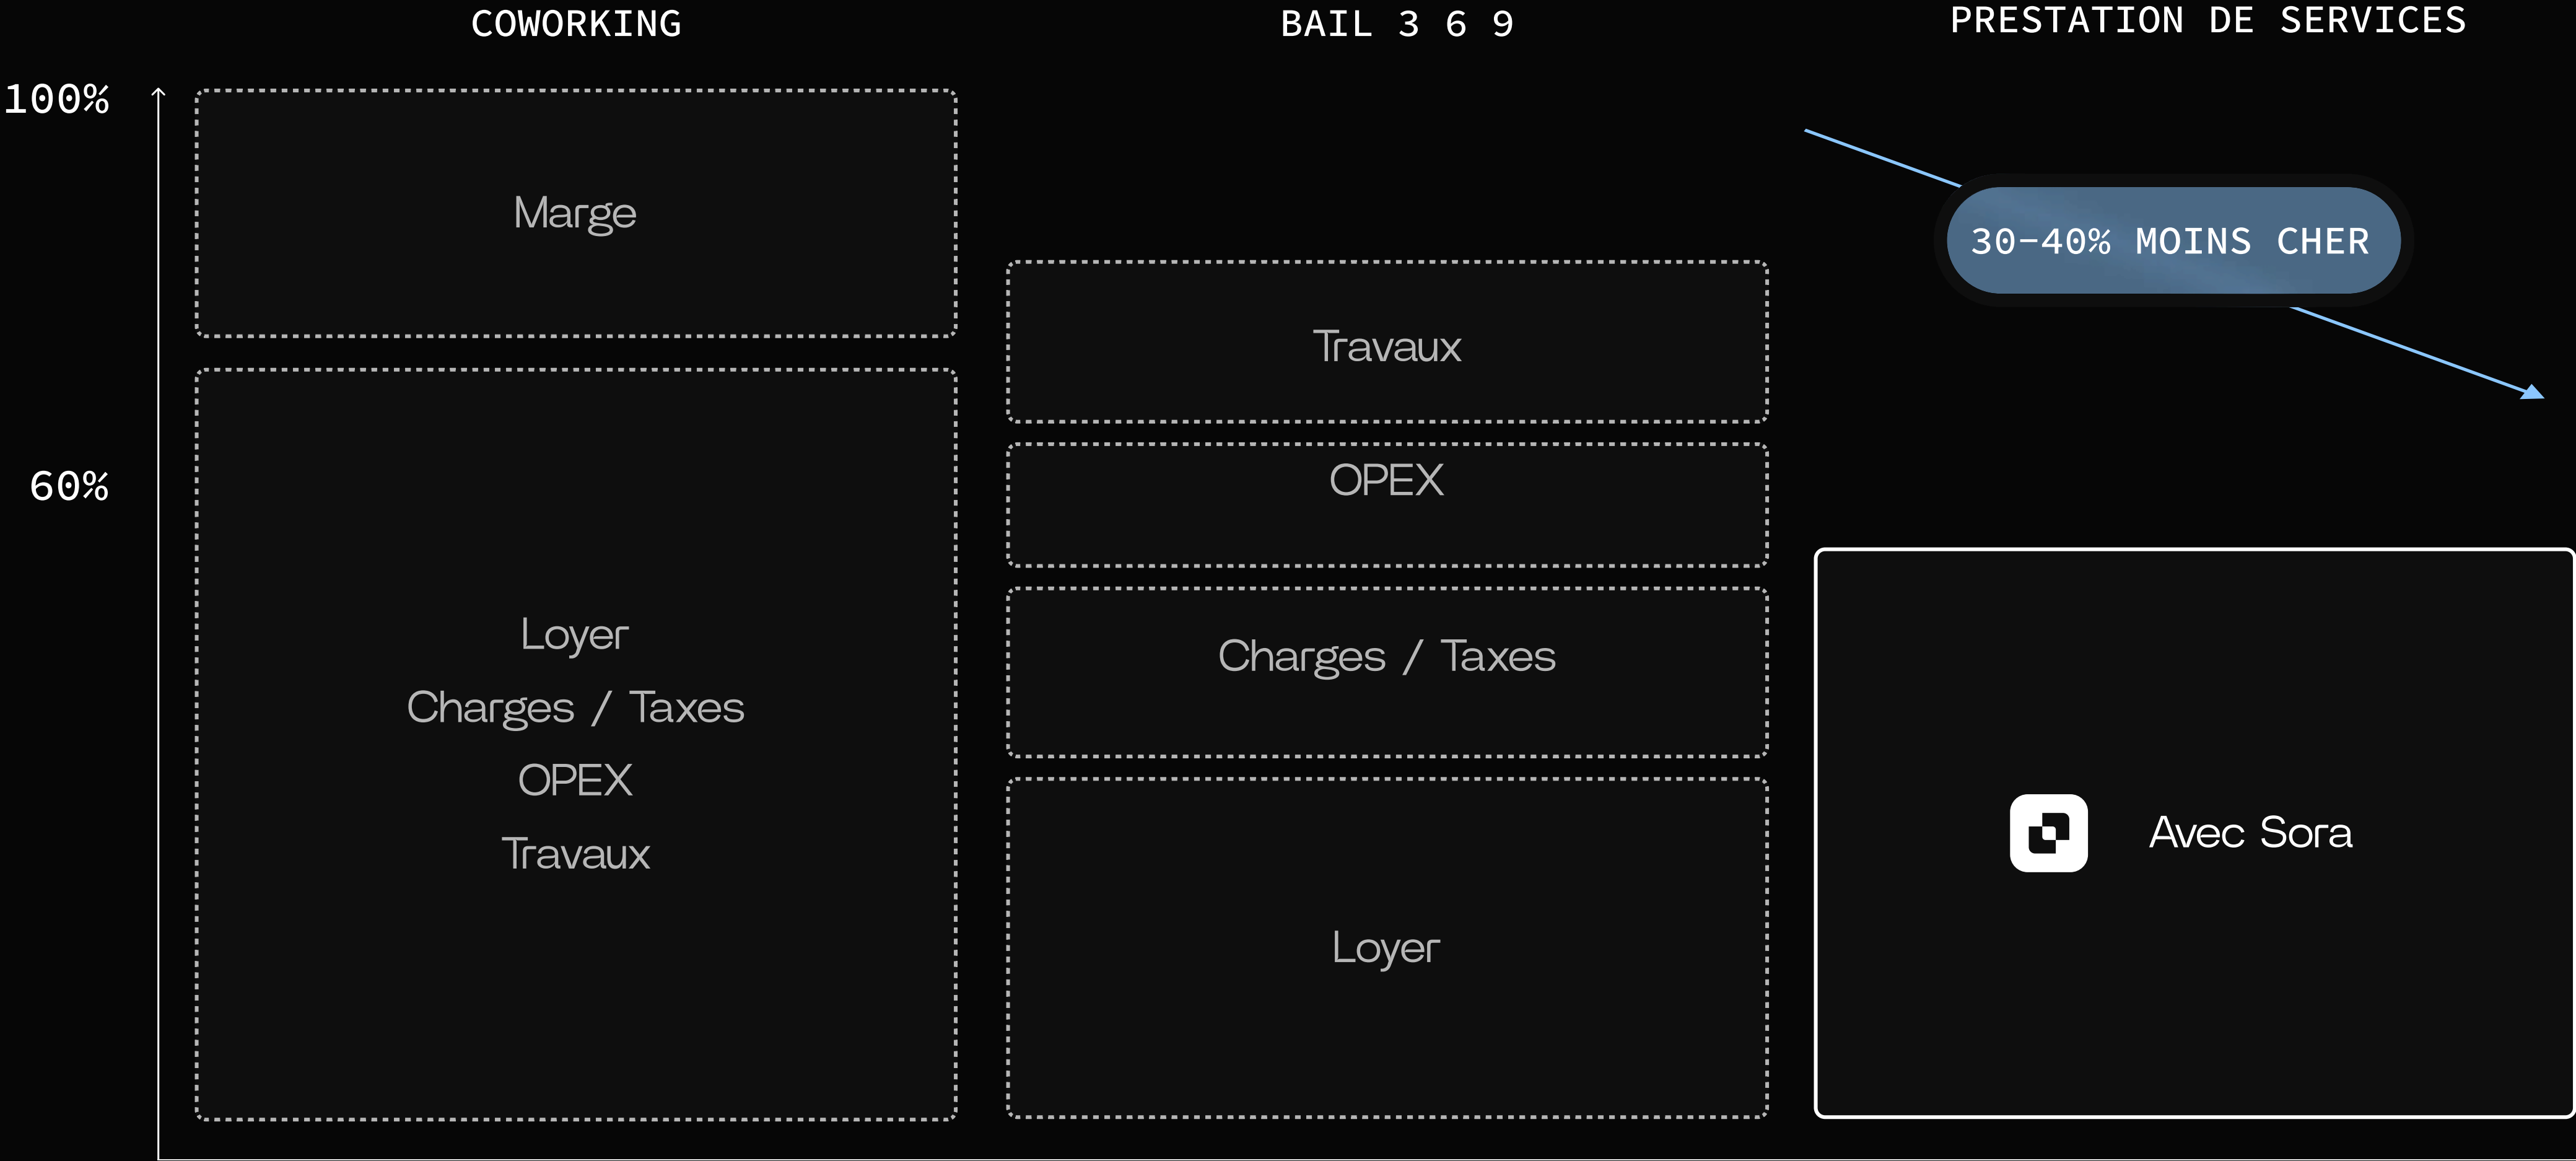 COWORKING
BAIL 3 6 9
PRESTATION DE SERVICES
100%
60%
Marge
Loyer
Charges / Taxes
OPEX
Travaux
Travaux
OPEX
Charges / Taxes
Loyer
30-40% MOINS CHER
Avec Sora